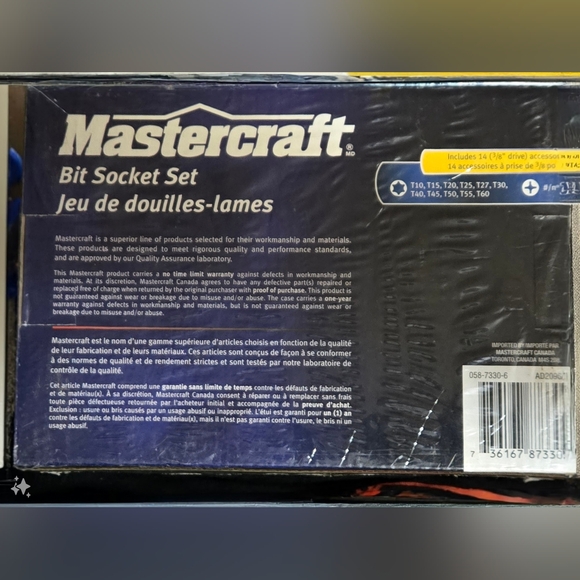 Mastercraft®
MD
Bit Socket Set
Jeu de douilles-lames
Includes 14 (3/8" drive)
14 accessoires à prise de 3/8 po
T10, T15, T20, T25, T27, T30,
T40, T45, T50, T55, T60
Mastercraft is a superior line of products selected for their workmanship and materials.
These products are designed to meet rigorous quality and performance standards,
and are approved by our Quality Assurance laboratory.
This Mastercraft product carries a no time limit warranty against defects in workmanship and
materials. At its discretion, Mastercraft Canada agrees to have any defective part(s) repaired or
replaced free of charge when returned by the original purchaser with proof of purchase. This product is
not guaranteed against wear or breakage due to misuse and/or abuse. The case carries a one-year
warranty against defects in workmanship and materials, but is not guaranteed against wear or
breakage due to misuse and/or abuse.
Mastercraft est le nom d'une gamme supérieure d'articles choisis en fonction de la qualité
de leur fabrication et de leurs matériaux. Ces articles sont conçus de façon à se conformer
à des normes de qualité et de rendement strictes et sont testés par notre laboratoire de
contrôle de la qualité.
Cet article Mastercraft comprend une garantie sans limite de temps contre les défauts de fabrication
et de matériau(x). À sa discrétion, Mastercraft Canada consent à réparer ou à remplacer sans frais
toute pièce défectueuse retournée par l'acheteur initial et accompagnée de la preuve d'achat.
Exclusion : usure ou bris causés par un usage abusif ou inapproprié. L'étui est garanti pour un (1) an
contre les défauts de fabrication et de matériau(x), mais il n'est pas garanti contre l'usure, le bris ni un
usage abusif.
IMPORTED BY/IMPORTÉ PAR
MASTERCRAFT CANADA
TORONTO, CANADA M4S 2B8
058-7330-6
7 36167 87330